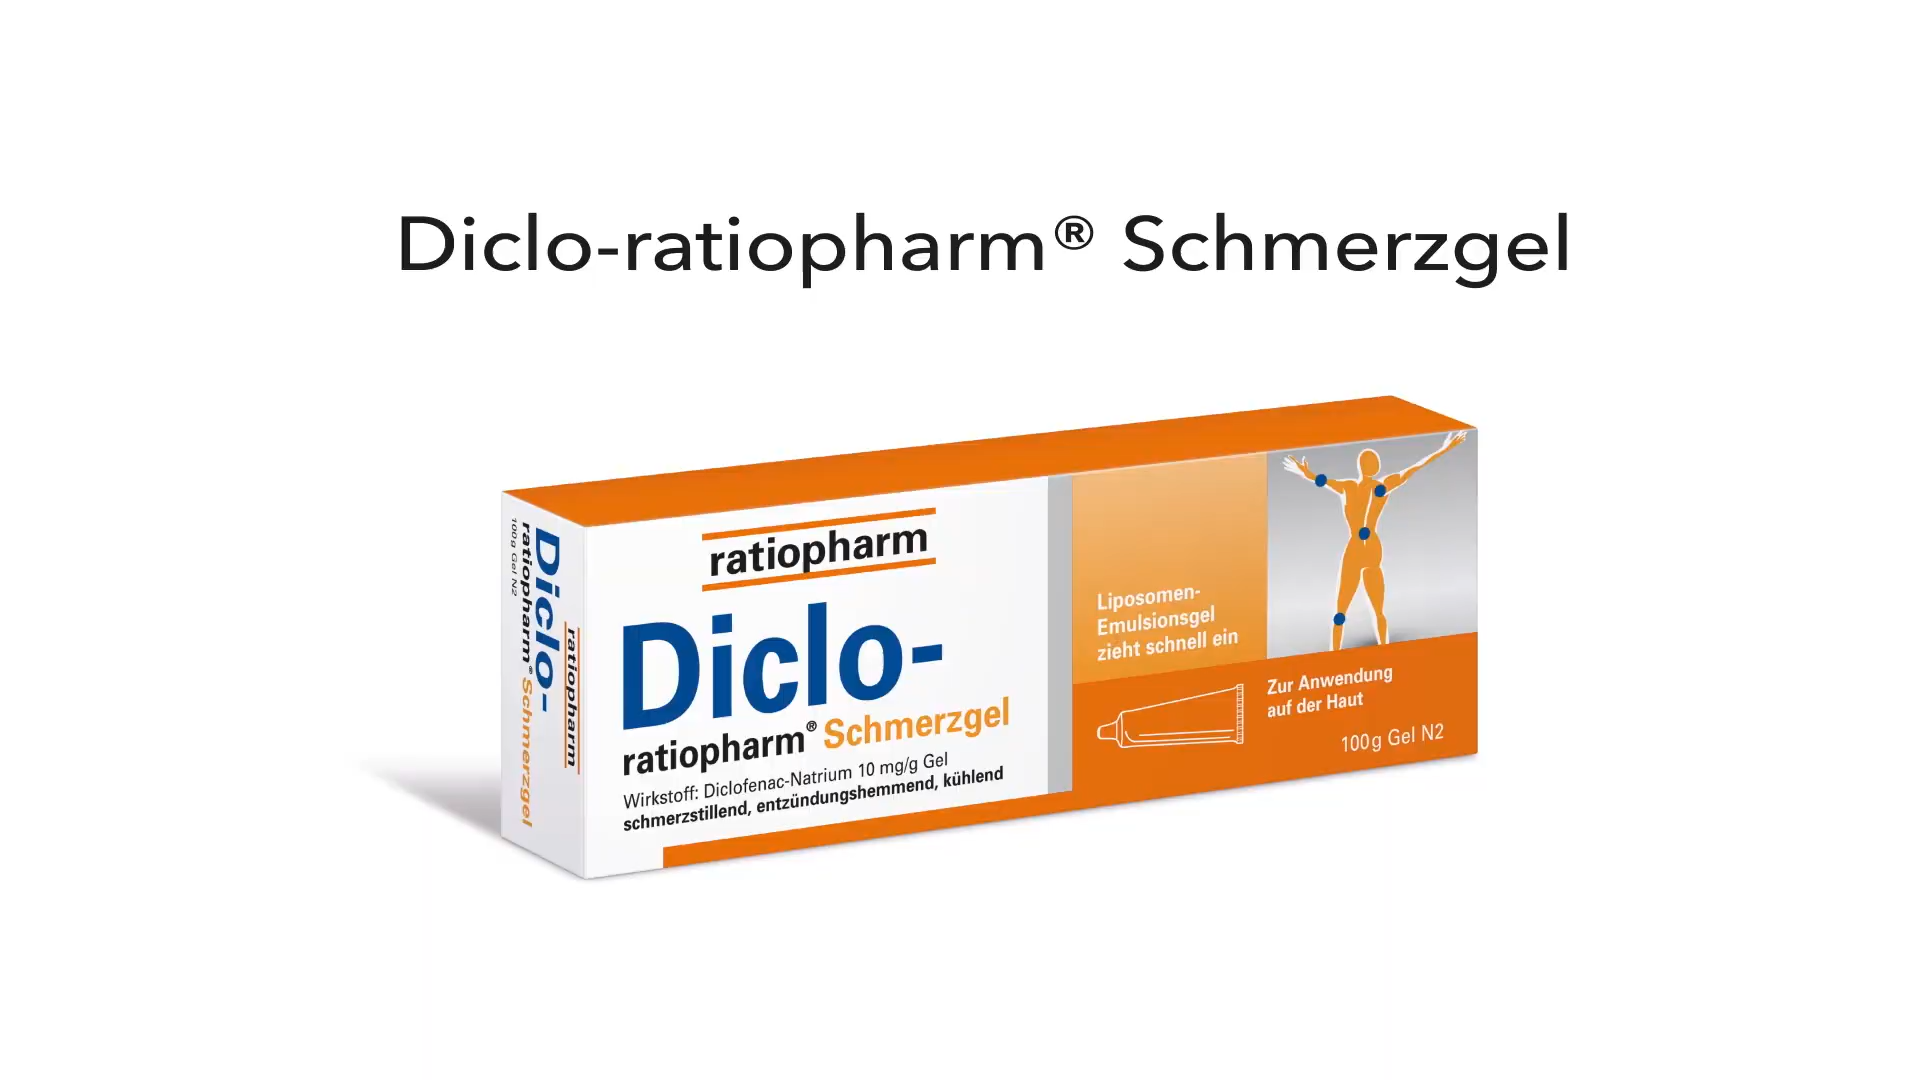 Diclo-ratiopharm® Schmerzgel
ratiopharm
Diclo-
ratiopharm® Schmerzgel
Wirkstoff: Diclofenac-Natrium 10 mg/g Gel
schmerzstillend, entzündungshemmend, kühlend
Liposomen-
Emulsionsgel
zieht schnell ein
Zur Anwendung
auf der Haut
100g Gel N2
ratiopharm
Diclo-
ratiopharm® Schmerzgel
100g Gel N2